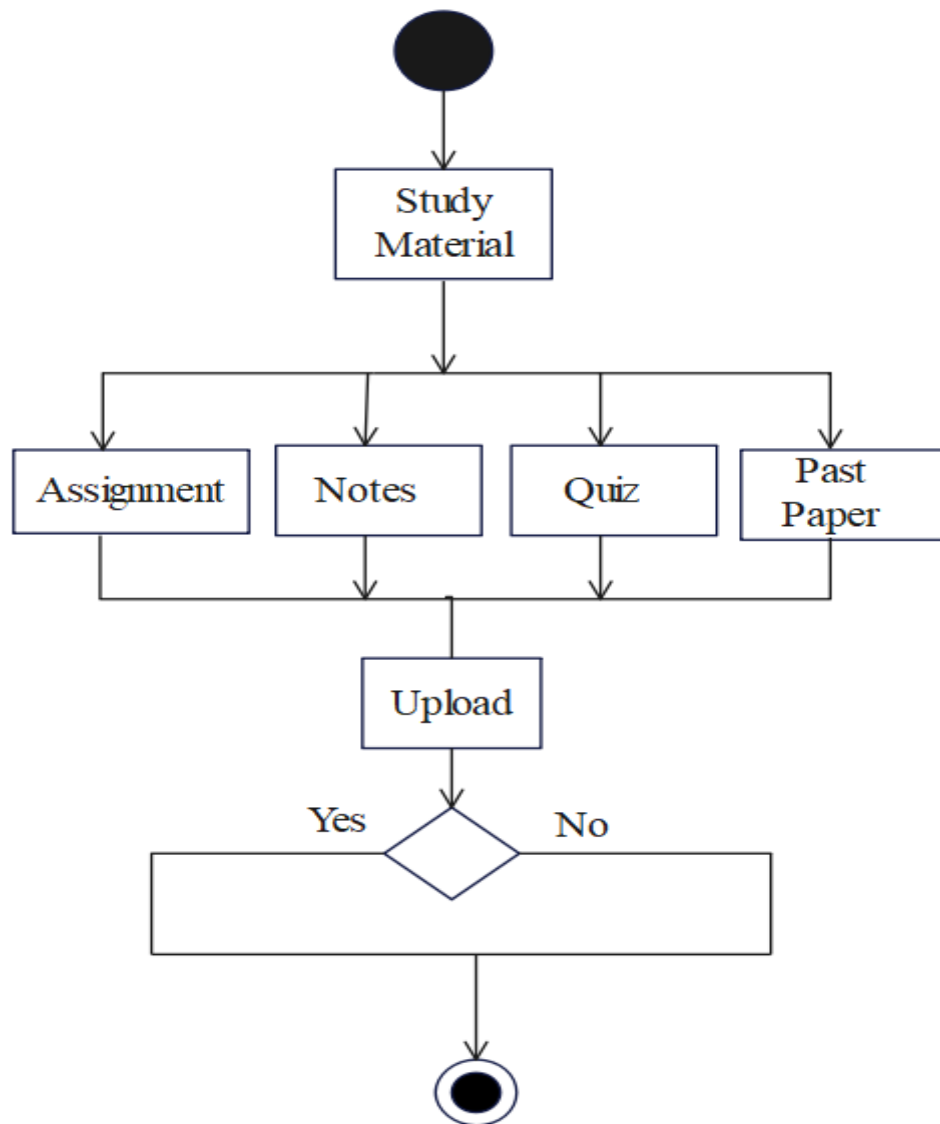 Study
Material
Assignment
Notes
Quiz
Past
Paper
Upload
Yes
No